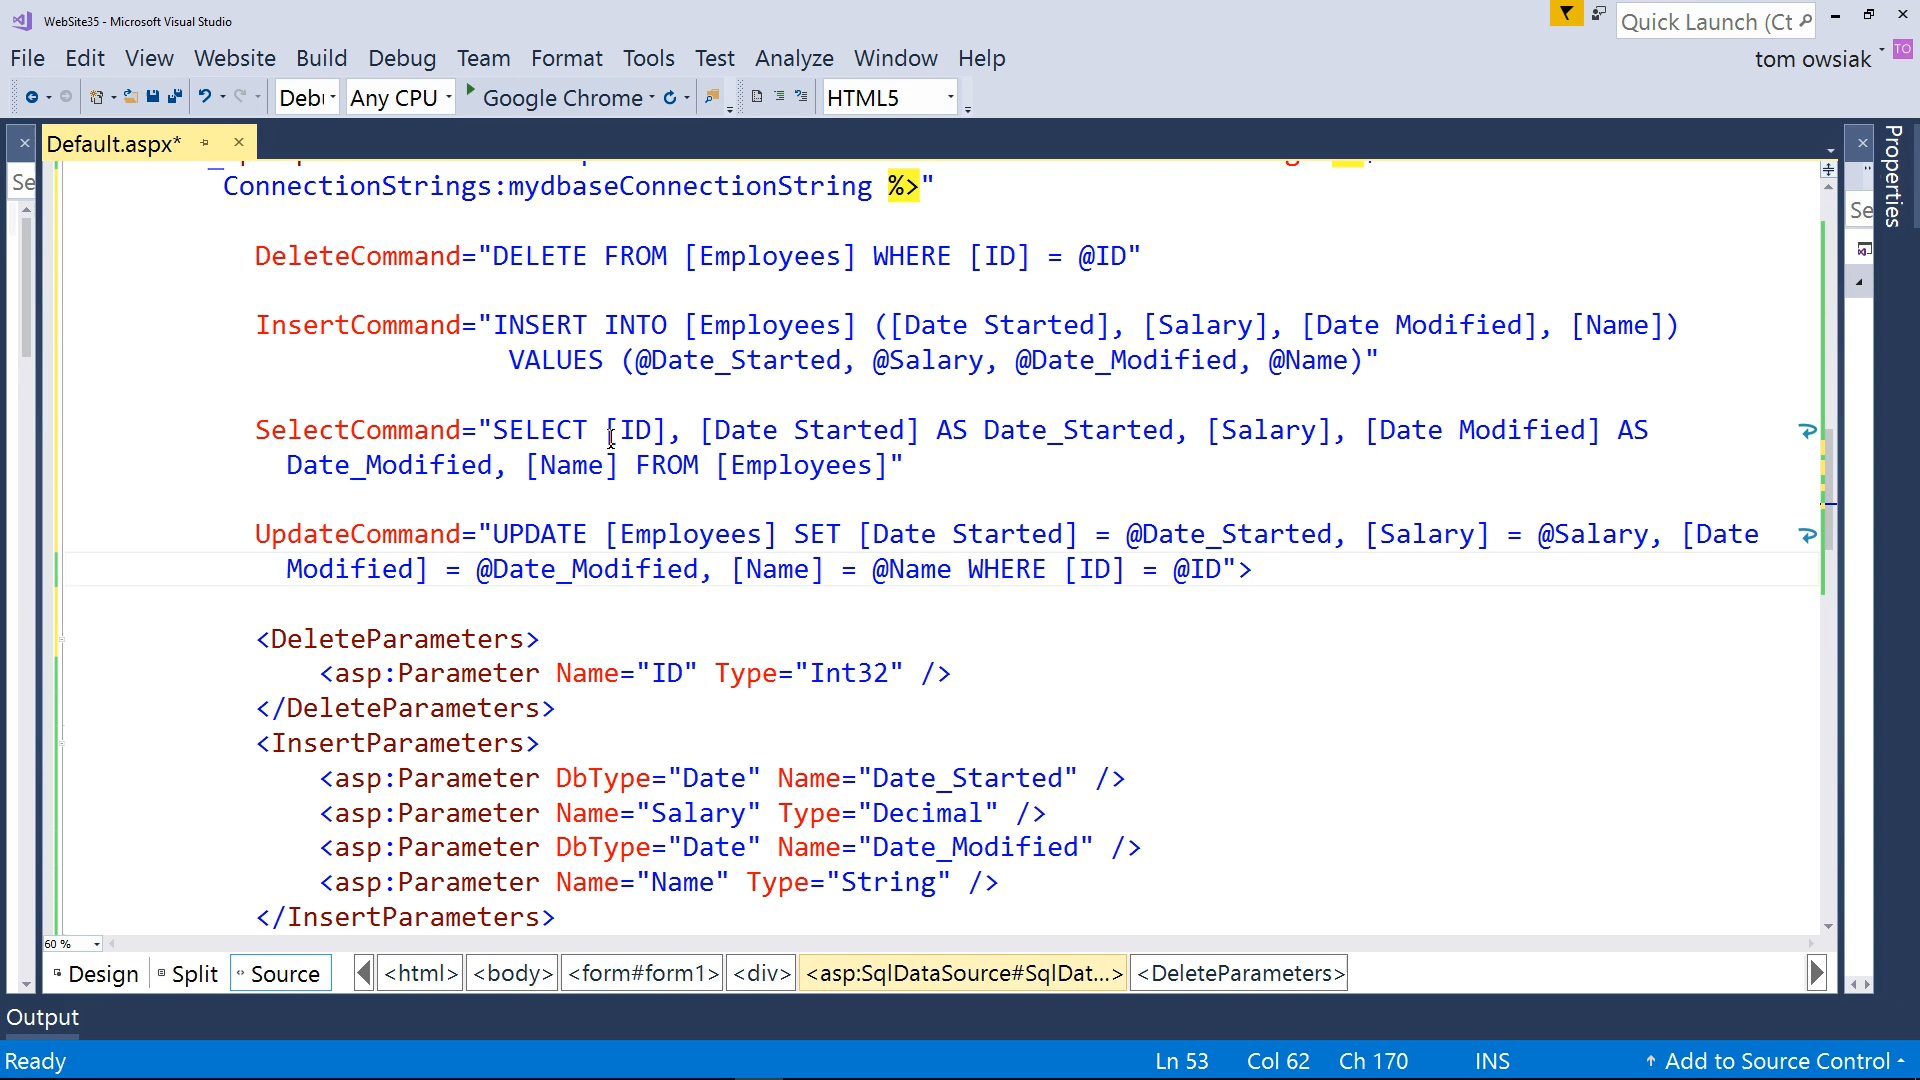 WebSite35 - Microsoft Visual Studio
Quick Launch (Ct
File Edit View Website Build Debug Team Format Tools Test Analyze Window Help
tom owsiak
TO
Any CPU
Google Chrome
HTML5
Default.aspx*
Properties
Se
ConnectionStrings:mydbaseConnectionString %>"
Se
DeleteCommand="DELETE FROM [Employees] WHERE [ID] = @ID"
InsertCommand="INSERT INTO [Employees] ([Date Started], [Salary], [Date Modified], [Name])
VALUES (@Date_Started, @Salary, @Date_Modified, @Name)"
SelectCommand="SELECT [ID], [Date Started] AS Date_Started, [Salary], [Date Modified] AS
Date_Modified, [Name] FROM [Employees]"
UpdateCommand="UPDATE [Employees] SET [Date Started] = @Date_Started, [Salary] = @Salary, [Date
Modified] = @Date_Modified, [Name] = @Name WHERE [ID] = @ID">
<DeleteParameters>
<asp:Parameter Name="ID" Type="Int32" />
</DeleteParameters>
<InsertParameters>
<asp:Parameter DbType="Date" Name="Date_Started" />
<asp:Parameter Name="Salary" Type="Decimal" />
<asp:Parameter DbType="Date" Name="Date_Modified" />
<asp:Parameter Name="Name" Type="String" />
</InsertParameters>
60 %
Design Split Source <html> <body> <form#form1> <div> <asp:SqlDataSource#SqlDat...> <DeleteParameters>
Output
Ready
Ln 53 Col 62 Ch 170 INS
Add to Source Control